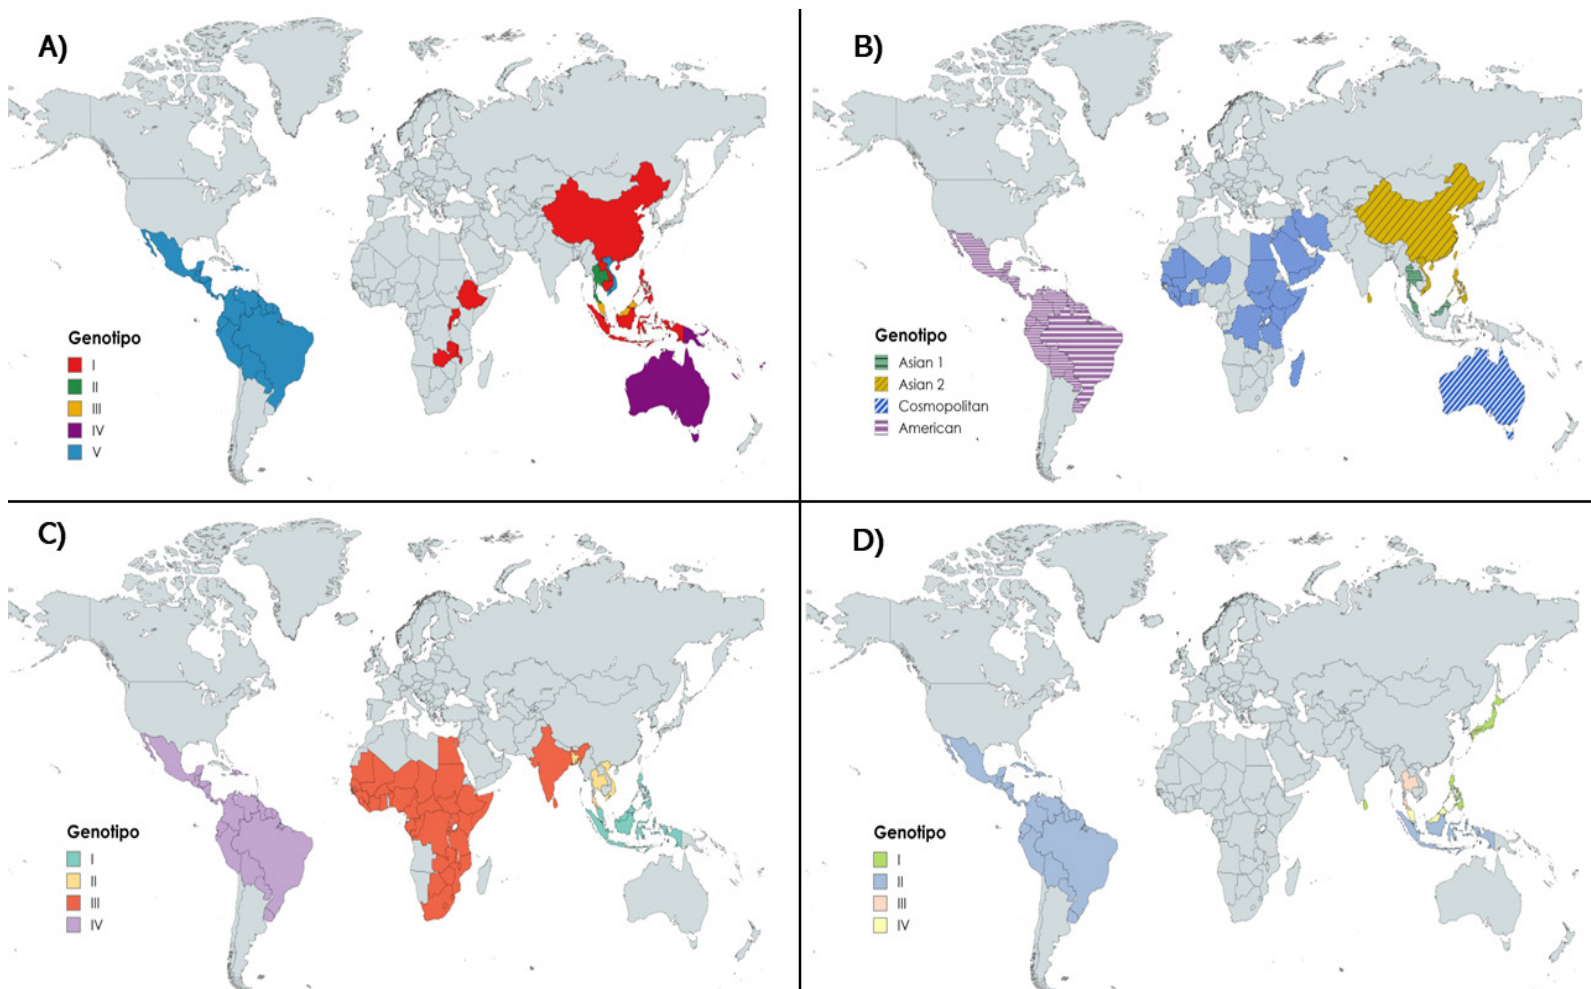 A)
Genotipo
I
II
III
IV
V
B)
Genotipo
Asian 1
Asian 2
Cosmopolitan
American
C)
Genotipo
I
II
III
IV
D)
Genotipo
I
II
III
IV